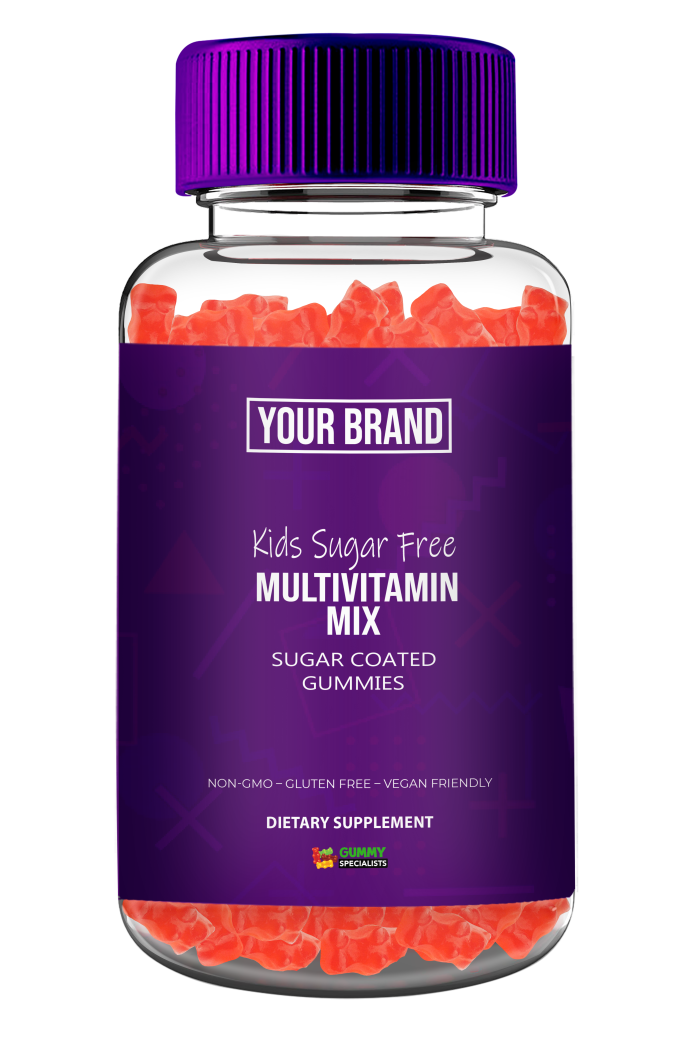 YOUR BRAND
Kids Sugar Free
MULTIVITAMIN
MIX
SUGAR COATED
GUMMIES
NON-GMO – GLUTEN FREE – VEGAN FRIENDLY
DIETARY SUPPLEMENT
GUMMY
SPECIALISTS